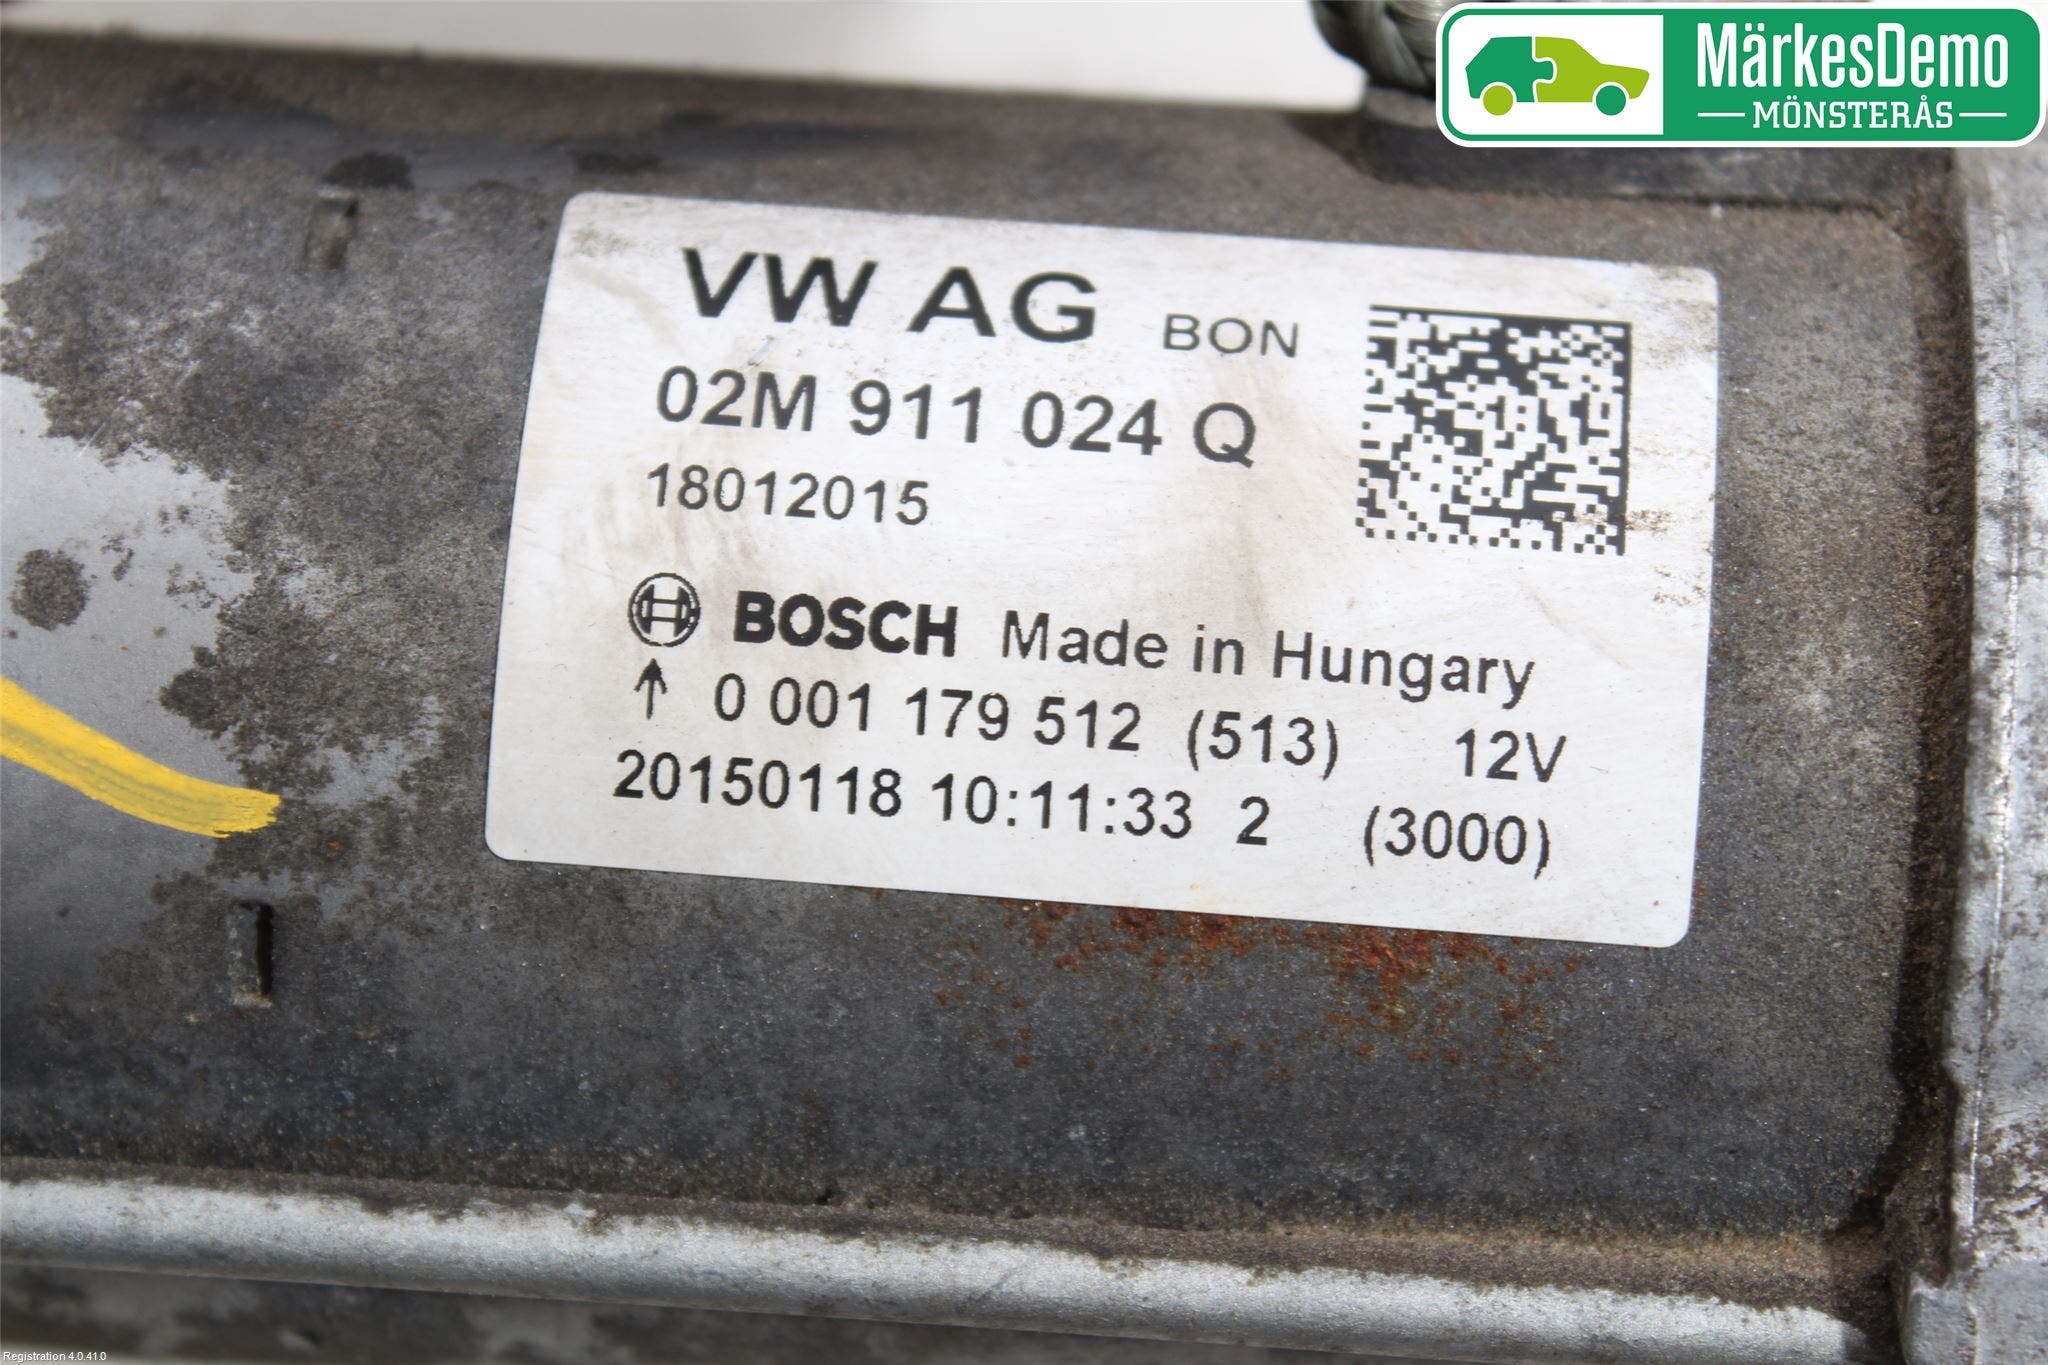 MärkesDemo
MÖNSTERÅS
VW AG BON
02M 911 024 Q
18012015
BOSCH Made in Hungary
↑ 0 001 179 512 (513) 12V
20150118 10:11:33 2 (3000)
Registration 4.0.41.0